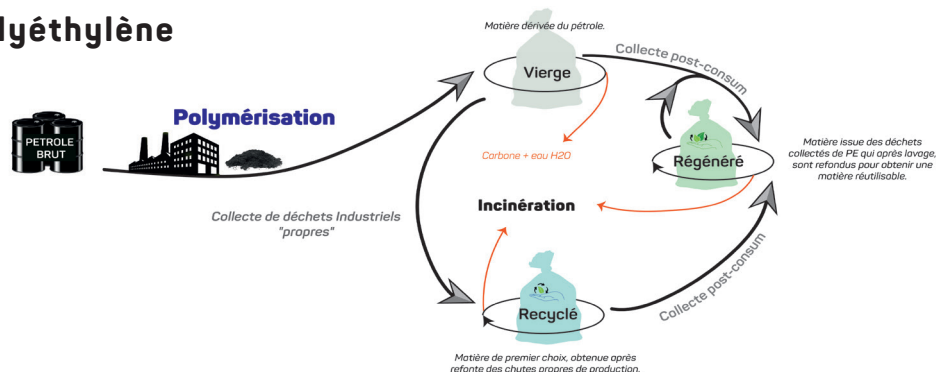 lyéthylène
Matière dérivée du pétrole.
Collecte post-consum
Vierge
Polymérisation
PETROLE
BRUT
Carbone + eau H2O
Régénéré
Matière issue des déchets
collectés de PE qui après lavage,
sont refondus pour obtenir une
matière réutilisable.
Incinération
Collecte de déchets Industriels
"propres"
Collecte post-consum
Recyclé
Matière de premier choix, obtenue après
refonte des chutes propres de production.